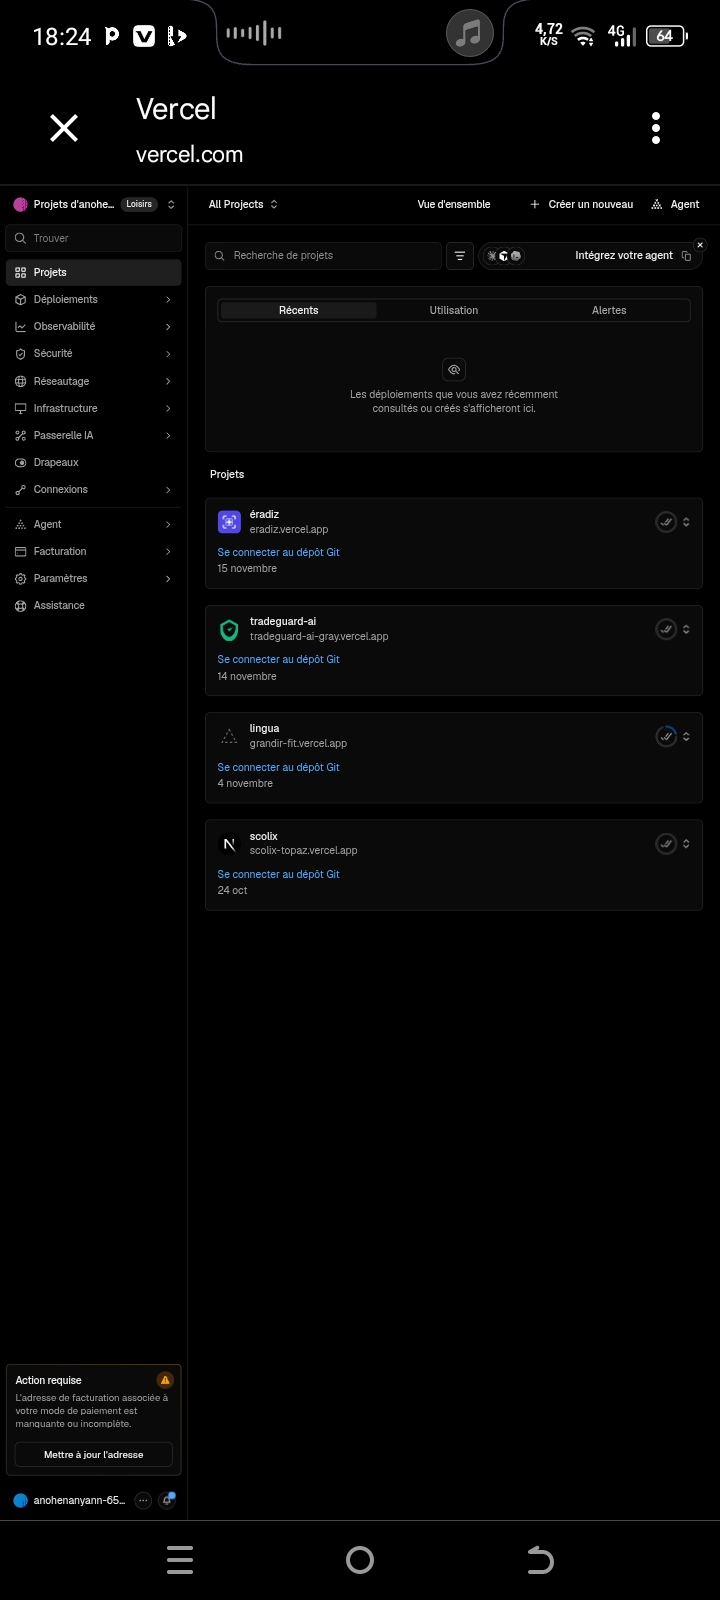 18:24
4,72
K/S
4G
64
Vercel
vercel.com
Projets d'anohe...
Loisirs
All Projects
Vue d'ensemble
Créer un nouveau
Agent
Trouver
Recherche de projets
Intégrez votre agent
Projets
Déploiements
Observabilité
Sécurité
Réseautage
Infrastructure
Passerelle IA
Drapeaux
Connexions
Agent
Facturation
Paramètres
Assistance
Récents
Utilisation
Alertes
Les déploiements que vous avez récemment
consultés ou créés s'afficheront ici.
Projets
éradiz
eradiz.vercel.app
Se connecter au dépôt Git
15 novembre
tradeguard-ai
tradeguard-ai-gray.vercel.app
Se connecter au dépôt Git
14 novembre
lingua
grandir-fit.vercel.app
Se connecter au dépôt Git
4 novembre
scolix
scolix-topaz.vercel.app
Se connecter au dépôt Git
24 oct
Action requise
L'adresse de facturation associée à
votre mode de paiement est
manquante ou incomplète.
Mettre à jour l'adresse
anohenanyann-65...